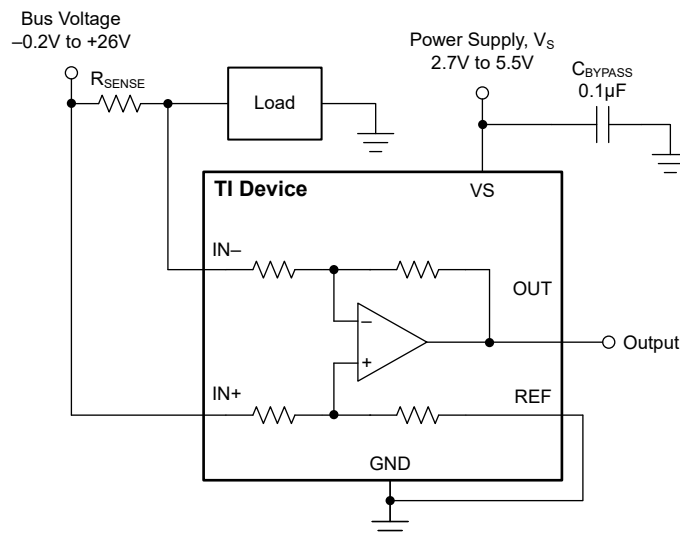 Bus Voltage
–0.2V to +26V
RSENSE
Load
Power Supply, VS
2.7V to 5.5V
CBYPASS
0.1µF
TI Device
VS
IN–
OUT
–
+
Output
IN+
REF
GND